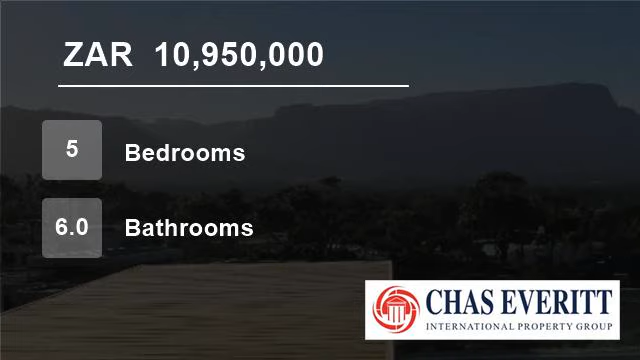 ZAR 10,950,000
5 Bedrooms
6.0 Bathrooms
CHAS EVERITT
INTERNATIONAL PROPERTY GROUP